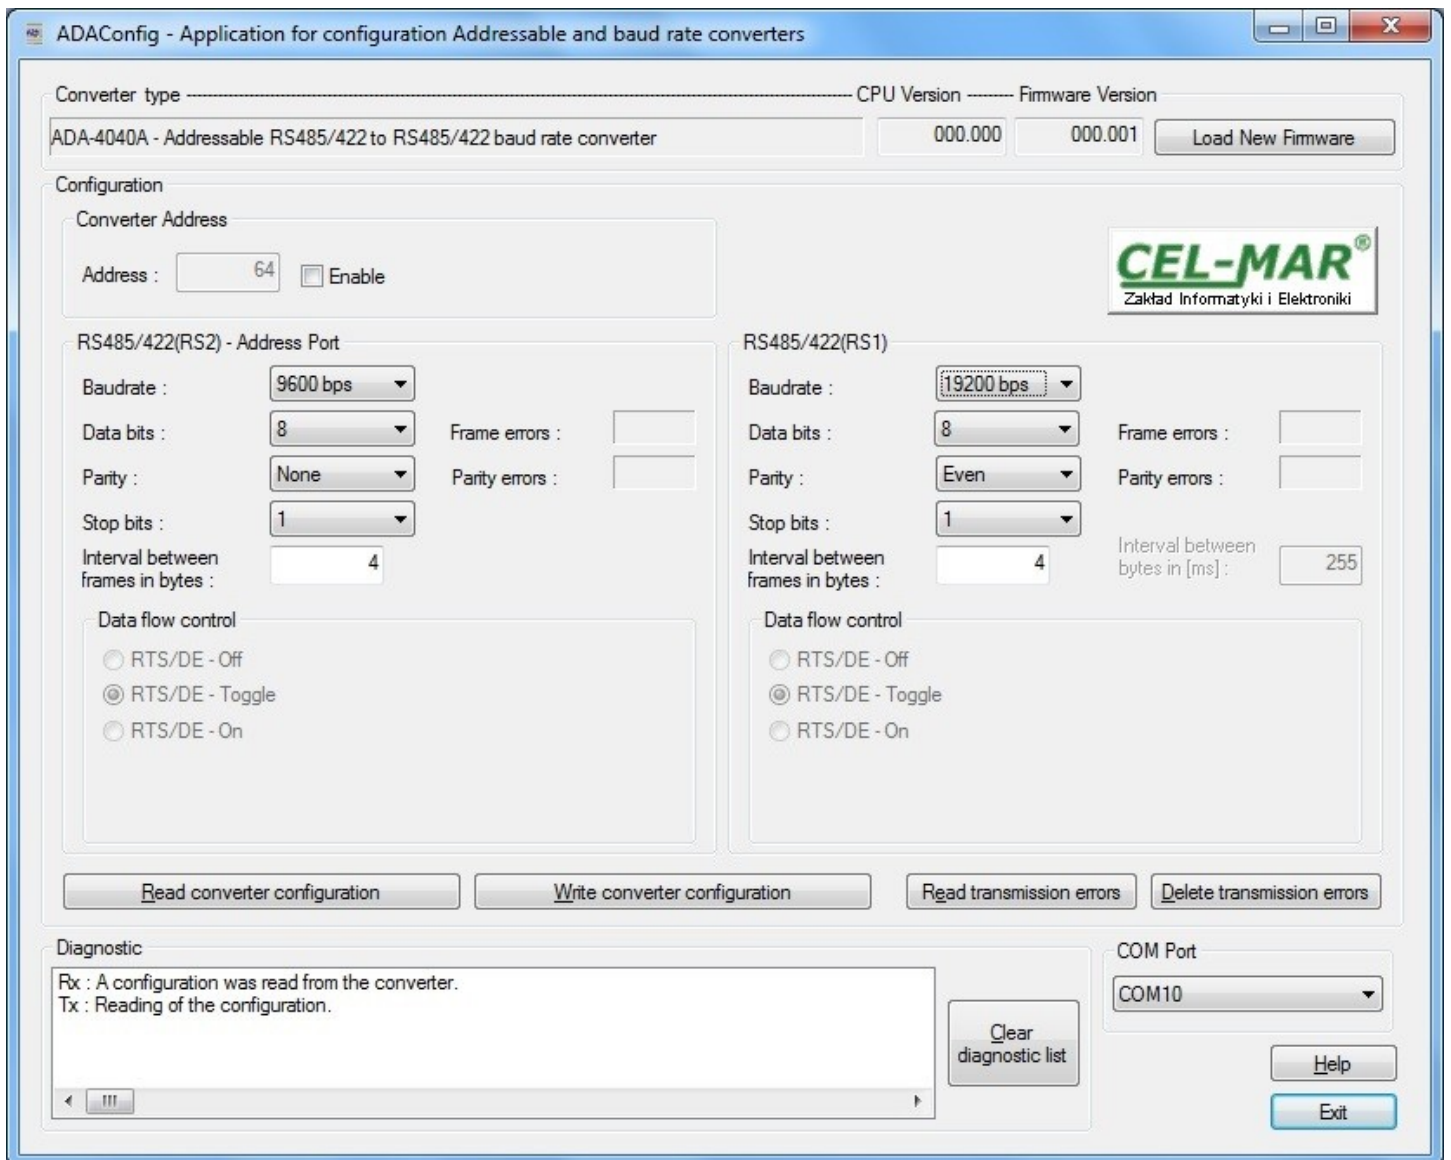 ADAConfig - Application for configuration Addressable and baud rate converters
Converter type ---- CPU Version ---- Firmware Version
ADA-4040A - Addressable RS485/422 to RS485/422 baud rate converter 000.000 000.001 Load New Firmware
Configuration
Converter Address
Address : 64 Enable
CEL-MAR®
Zakład Informatyki i Elektroniki
RS485/422(RS2) - Address Port
Baudrate : 9600 bps
Data bits : 8 Frame errors :
Parity : None Parity errors :
Stop bits : 1
Interval between
frames in bytes : 4
Data flow control
RTS/DE - Off
RTS/DE - Toggle
RTS/DE - On
RS485/422(RS1)
Baudrate : 19200 bps
Data bits : 8 Frame errors :
Parity : Even Parity errors :
Stop bits : 1
Interval between
frames in bytes : 4
Interval between
bytes in [ms] : 255
Data flow control
RTS/DE - Off
RTS/DE - Toggle
RTS/DE - On
Read converter configuration Write converter configuration Read transmission errors Delete transmission errors
Diagnostic
Rx : A configuration was read from the converter.
Tx : Reading of the configuration.
Clear
diagnostic list
COM Port
COM10
Help
Exit